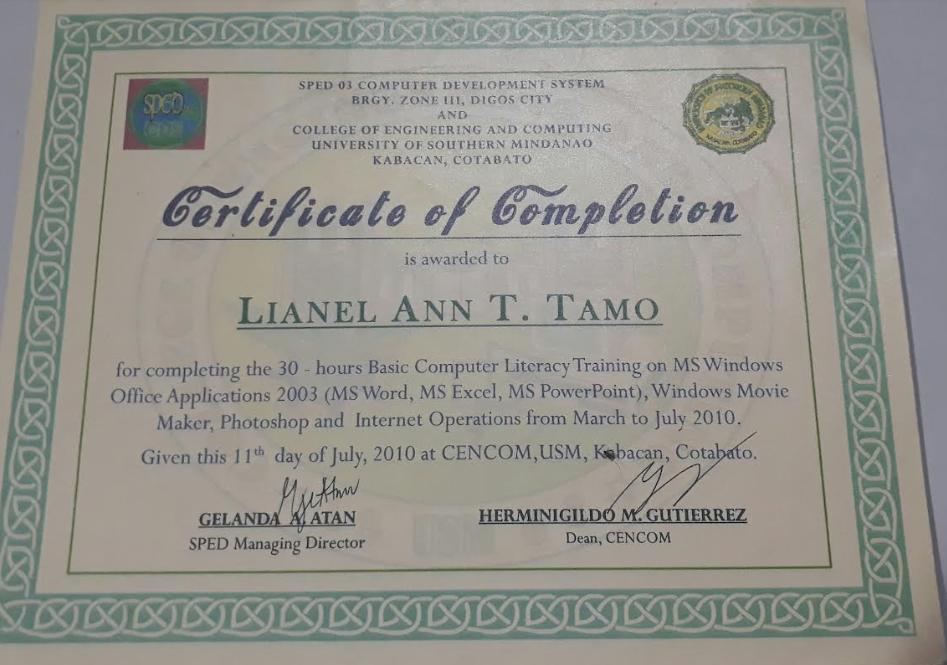 SPED
CDS
SPED 03 COMPUTER DEVELOPMENT SYSTEM
BRGY. ZONE III, DIGOS CITY
AND
COLLEGE OF ENGINEERING AND COMPUTING
UNIVERSITY OF SOUTHERN MINDANAO
KABACAN, COTABATO
Certificate of Completion
is awarded to
LIANEL ANN T. TAMO
for completing the 30 - hours Basic Computer Literacy Training on MS Windows
Office Applications 2003 (MS Word, MS Excel, MS PowerPoint), Windows Movie
Maker, Photoshop and Internet Operations from March to July 2010.
Given this 11th day of July, 2010 at CENCOM,USM, Kabacan, Cotabato.
GELANDA A. ATAN
SPED Managing Director
HERMINIGILDO M. GUTIERREZ
Dean, CENCOM